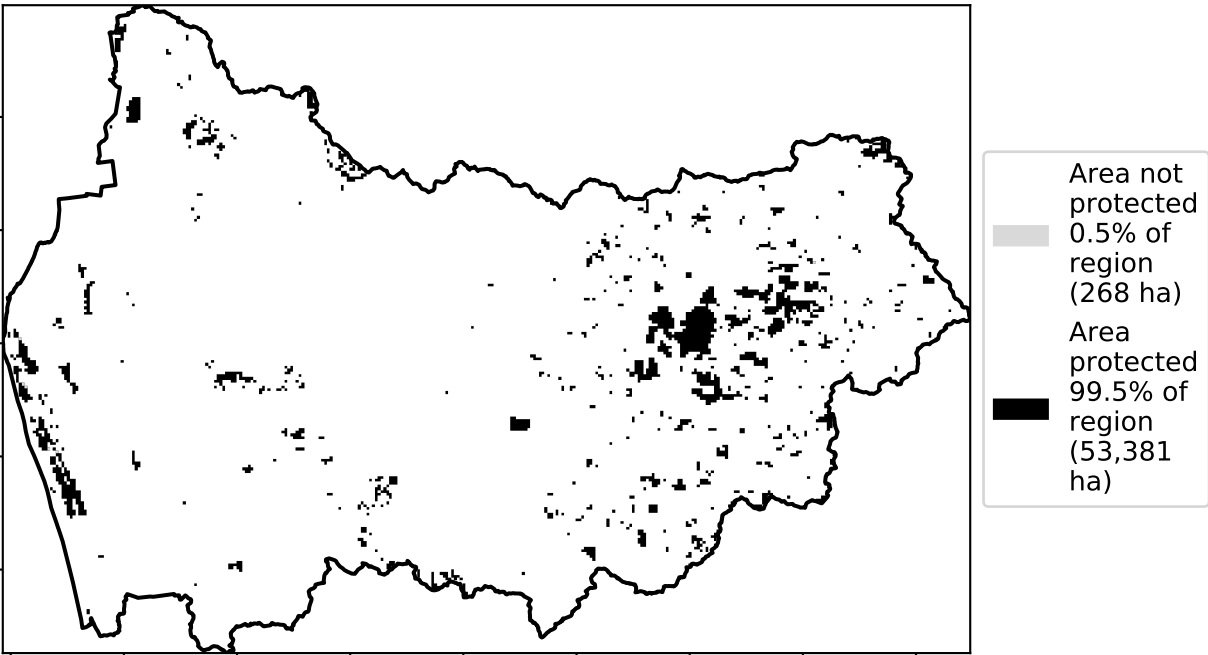 Area not
protected
0.5% of
region
(268 ha)
Area
protected
99.5% of
region
(53,381
ha)